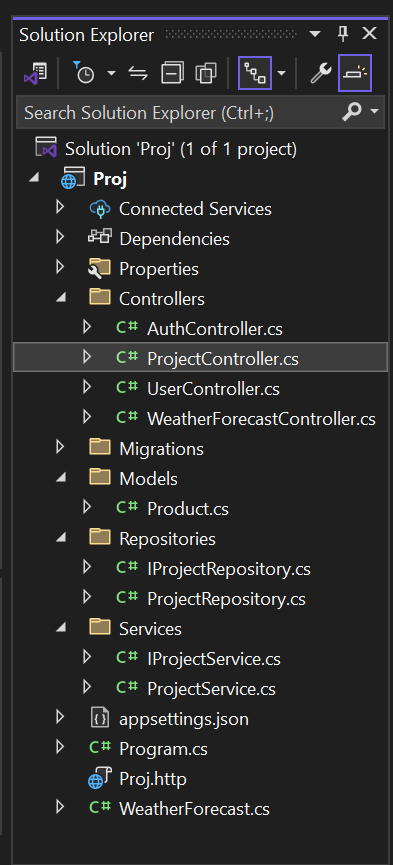 Solution Explorer
Search Solution Explorer (Ctrl+;)
Solution 'Proj' (1 of 1 project)
Proj
Connected Services
Dependencies
Properties
Controllers
C# AuthController.cs
C# ProjectController.cs
C# UserController.cs
C# WeatherForecastController.cs
Migrations
Models
C# Product.cs
Repositories
C# IProjectRepository.cs
C# ProjectRepository.cs
Services
C# IProjectService.cs
C# ProjectService.cs
appsettings.json
C# Program.cs
Proj.http
C# WeatherForecast.cs